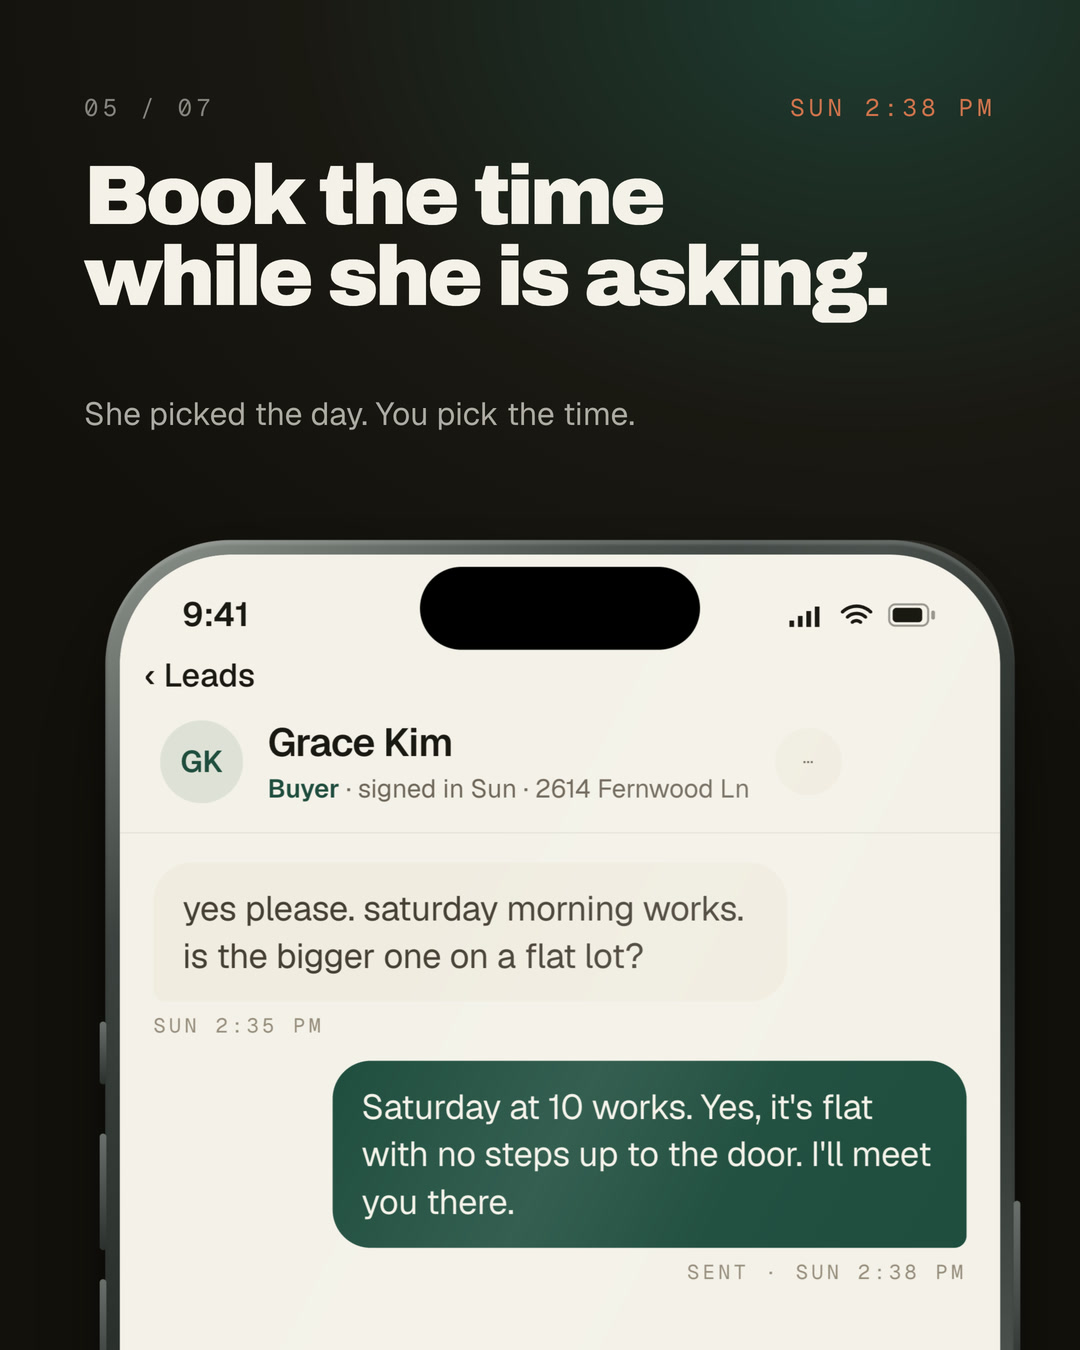 05 / 07
SUN 2:38 PM
Book the time
while she is asking.
She picked the day. You pick the time.
9:41
‹ Leads
GK
Grace Kim
Buyer · signed in Sun · 2614 Fernwood Ln
...
yes please. saturday morning works.
is the bigger one on a flat lot?
SUN 2:35 PM
Saturday at 10 works. Yes, it's flat
with no steps up to the door. I'll meet
you there.
SENT · SUN 2:38 PM